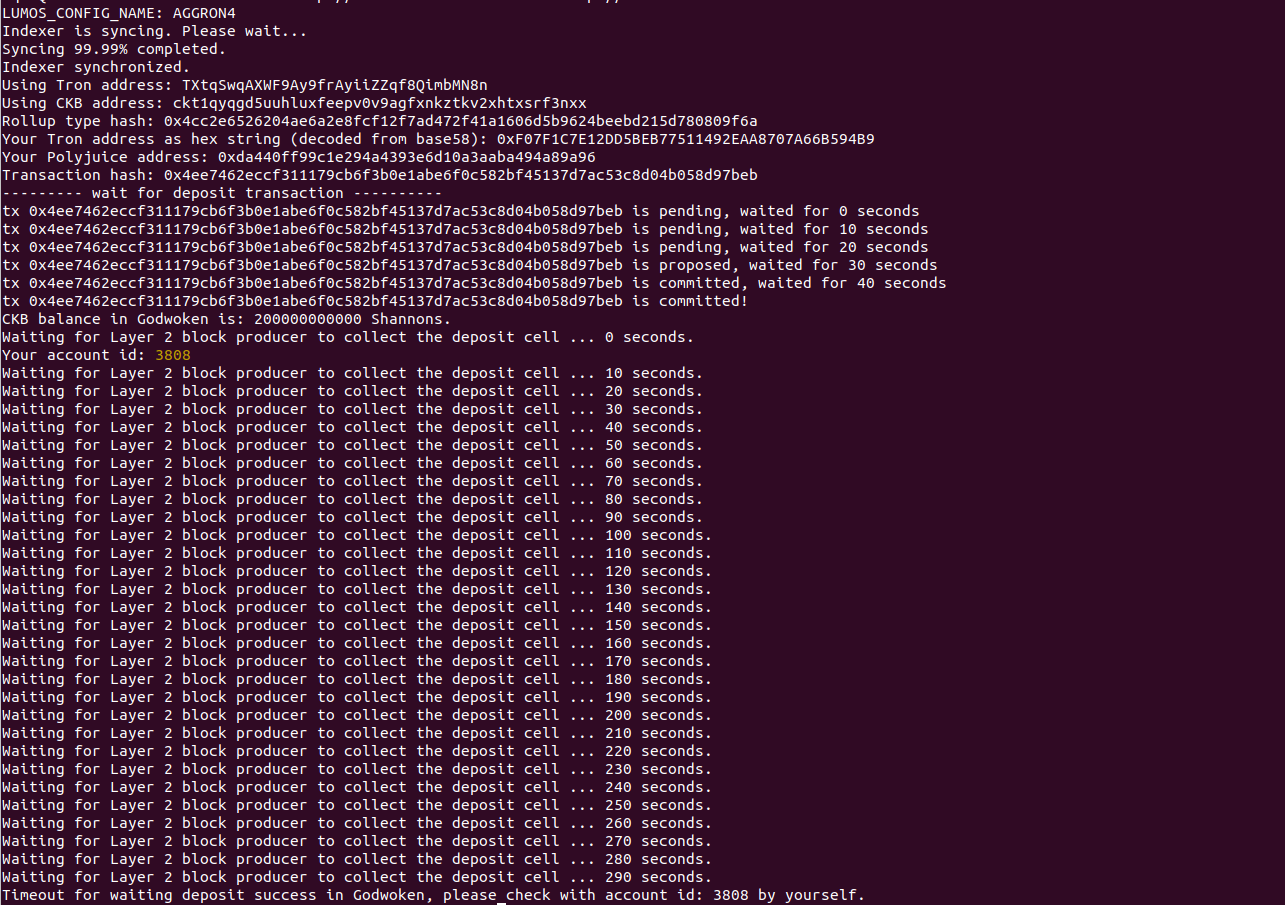 LUMOS_CONFIG_NAME: AGGRON4
Indexer is syncing. Please wait...
Syncing 99.99% completed.
Indexer synchronized.
Using Tron address: TXtqSwqAXWF9Ay9frAyiiZZqf8QimbMN8n
Using CKB address: ckt1qyqgd5uuhluxfeepv0v9agfxnkztkv2xhtxsrf3nxx
Rollup type hash: 0x4cc2e6526204ae6a2e8fcf12f7ad472f41a1606d5b9624beebd215d780809f6a
Your Tron address as hex string (decoded from base58): 0xF07F1C7E12DD5BEB77511492EAA8707A66B594B9
Your Polyjuice address: 0xda440ff99c1e294a4393e6d10a3aaba494a89a96
Transaction hash: 0x4ee7462eccf311179cb6f3b0e1abe6f0c582bf45137d7ac53c8d04b058d97beb
--------- wait for deposit transaction ----------
tx 0x4ee7462eccf311179cb6f3b0e1abe6f0c582bf45137d7ac53c8d04b058d97beb is pending, waited for 0 seconds
tx 0x4ee7462eccf311179cb6f3b0e1abe6f0c582bf45137d7ac53c8d04b058d97beb is pending, waited for 10 seconds
tx 0x4ee7462eccf311179cb6f3b0e1abe6f0c582bf45137d7ac53c8d04b058d97beb is pending, waited for 20 seconds
tx 0x4ee7462eccf311179cb6f3b0e1abe6f0c582bf45137d7ac53c8d04b058d97beb is proposed, waited for 30 seconds
tx 0x4ee7462eccf311179cb6f3b0e1abe6f0c582bf45137d7ac53c8d04b058d97beb is committed, waited for 40 seconds
tx 0x4ee7462eccf311179cb6f3b0e1abe6f0c582bf45137d7ac53c8d04b058d97beb is committed!
CKB balance in Godwoken is: 200000000000 Shannons.
Waiting for Layer 2 block producer to collect the deposit cell ... 0 seconds.
Your account id: 3808
Waiting for Layer 2 block producer to collect the deposit cell ... 10 seconds.
Waiting for Layer 2 block producer to collect the deposit cell ... 20 seconds.
Waiting for Layer 2 block producer to collect the deposit cell ... 30 seconds.
Waiting for Layer 2 block producer to collect the deposit cell ... 40 seconds.
Waiting for Layer 2 block producer to collect the deposit cell ... 50 seconds.
Waiting for Layer 2 block producer to collect the deposit cell ... 60 seconds.
Waiting for Layer 2 block producer to collect the deposit cell ... 70 seconds.
Waiting for Layer 2 block producer to collect the deposit cell ... 80 seconds.
Waiting for Layer 2 block producer to collect the deposit cell ... 90 seconds.
Waiting for Layer 2 block producer to collect the deposit cell ... 100 seconds.
Waiting for Layer 2 block producer to collect the deposit cell ... 110 seconds.
Waiting for Layer 2 block producer to collect the deposit cell ... 120 seconds.
Waiting for Layer 2 block producer to collect the deposit cell ... 130 seconds.
Waiting for Layer 2 block producer to collect the deposit cell ... 140 seconds.
Waiting for Layer 2 block producer to collect the deposit cell ... 150 seconds.
Waiting for Layer 2 block producer to collect the deposit cell ... 160 seconds.
Waiting for Layer 2 block producer to collect the deposit cell ... 170 seconds.
Waiting for Layer 2 block producer to collect the deposit cell ... 180 seconds.
Waiting for Layer 2 block producer to collect the deposit cell ... 190 seconds.
Waiting for Layer 2 block producer to collect the deposit cell ... 200 seconds.
Waiting for Layer 2 block producer to collect the deposit cell ... 210 seconds.
Waiting for Layer 2 block producer to collect the deposit cell ... 220 seconds.
Waiting for Layer 2 block producer to collect the deposit cell ... 230 seconds.
Waiting for Layer 2 block producer to collect the deposit cell ... 240 seconds.
Waiting for Layer 2 block producer to collect the deposit cell ... 250 seconds.
Waiting for Layer 2 block producer to collect the deposit cell ... 260 seconds.
Waiting for Layer 2 block producer to collect the deposit cell ... 270 seconds.
Waiting for Layer 2 block producer to collect the deposit cell ... 280 seconds.
Waiting for Layer 2 block producer to collect the deposit cell ... 290 seconds.
Timeout for waiting deposit success in Godwoken, please check with account id: 3808 by yourself.